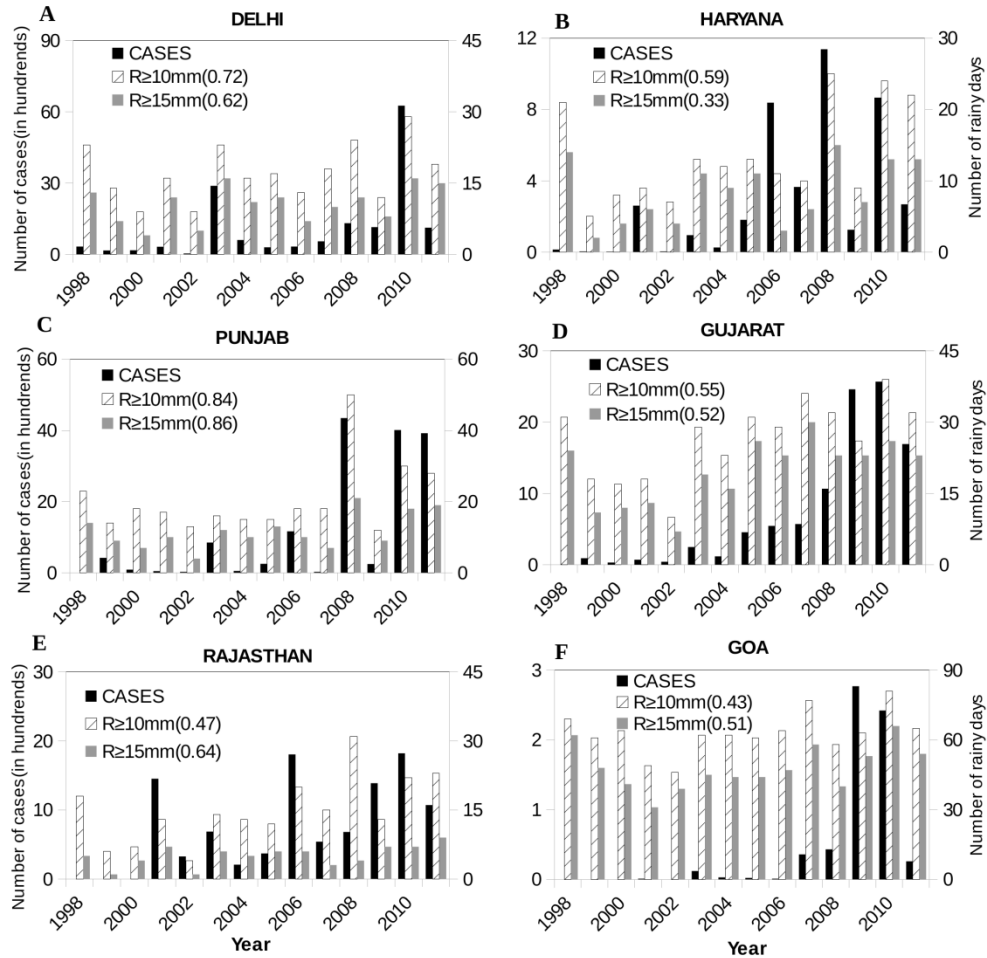 A
DELHI
Number of cases(in hundrends)
90
60
30
0
CASES
R≥10mm(0.72)
R≥15mm(0.62)
45
30
15
0
1998
2000
2002
2004
2006
2008
2010
B
HARYANA
12
8
4
0
CASES
R≥10mm(0.59)
R≥15mm(0.33)
30
20
10
0
Number of rainy days
1998
2000
2002
2004
2006
2008
2010
C
PUNJAB
Number of cases(in hundrends)
60
40
20
0
CASES
R≥10mm(0.84)
R≥15mm(0.86)
60
40
20
0
1998
2000
2002
2004
2006
2008
2010
D
GUJARAT
30
20
10
0
CASES
R≥10mm(0.55)
R≥15mm(0.52)
45
30
15
0
Number of rainy days
1998
2000
2002
2004
2006
2008
2010
E
RAJASTHAN
Number of cases(in hundrends)
30
20
10
0
CASES
R≥10mm(0.47)
R≥15mm(0.64)
45
30
15
0
1998
2000
2002
2004
2006
2008
2010
Year
F
GOA
3
2
1
0
CASES
R≥10mm(0.43)
R≥15mm(0.51)
90
60
30
0
Number of rainy days
1998
2000
2002
2004
2006
2008
2010
Year